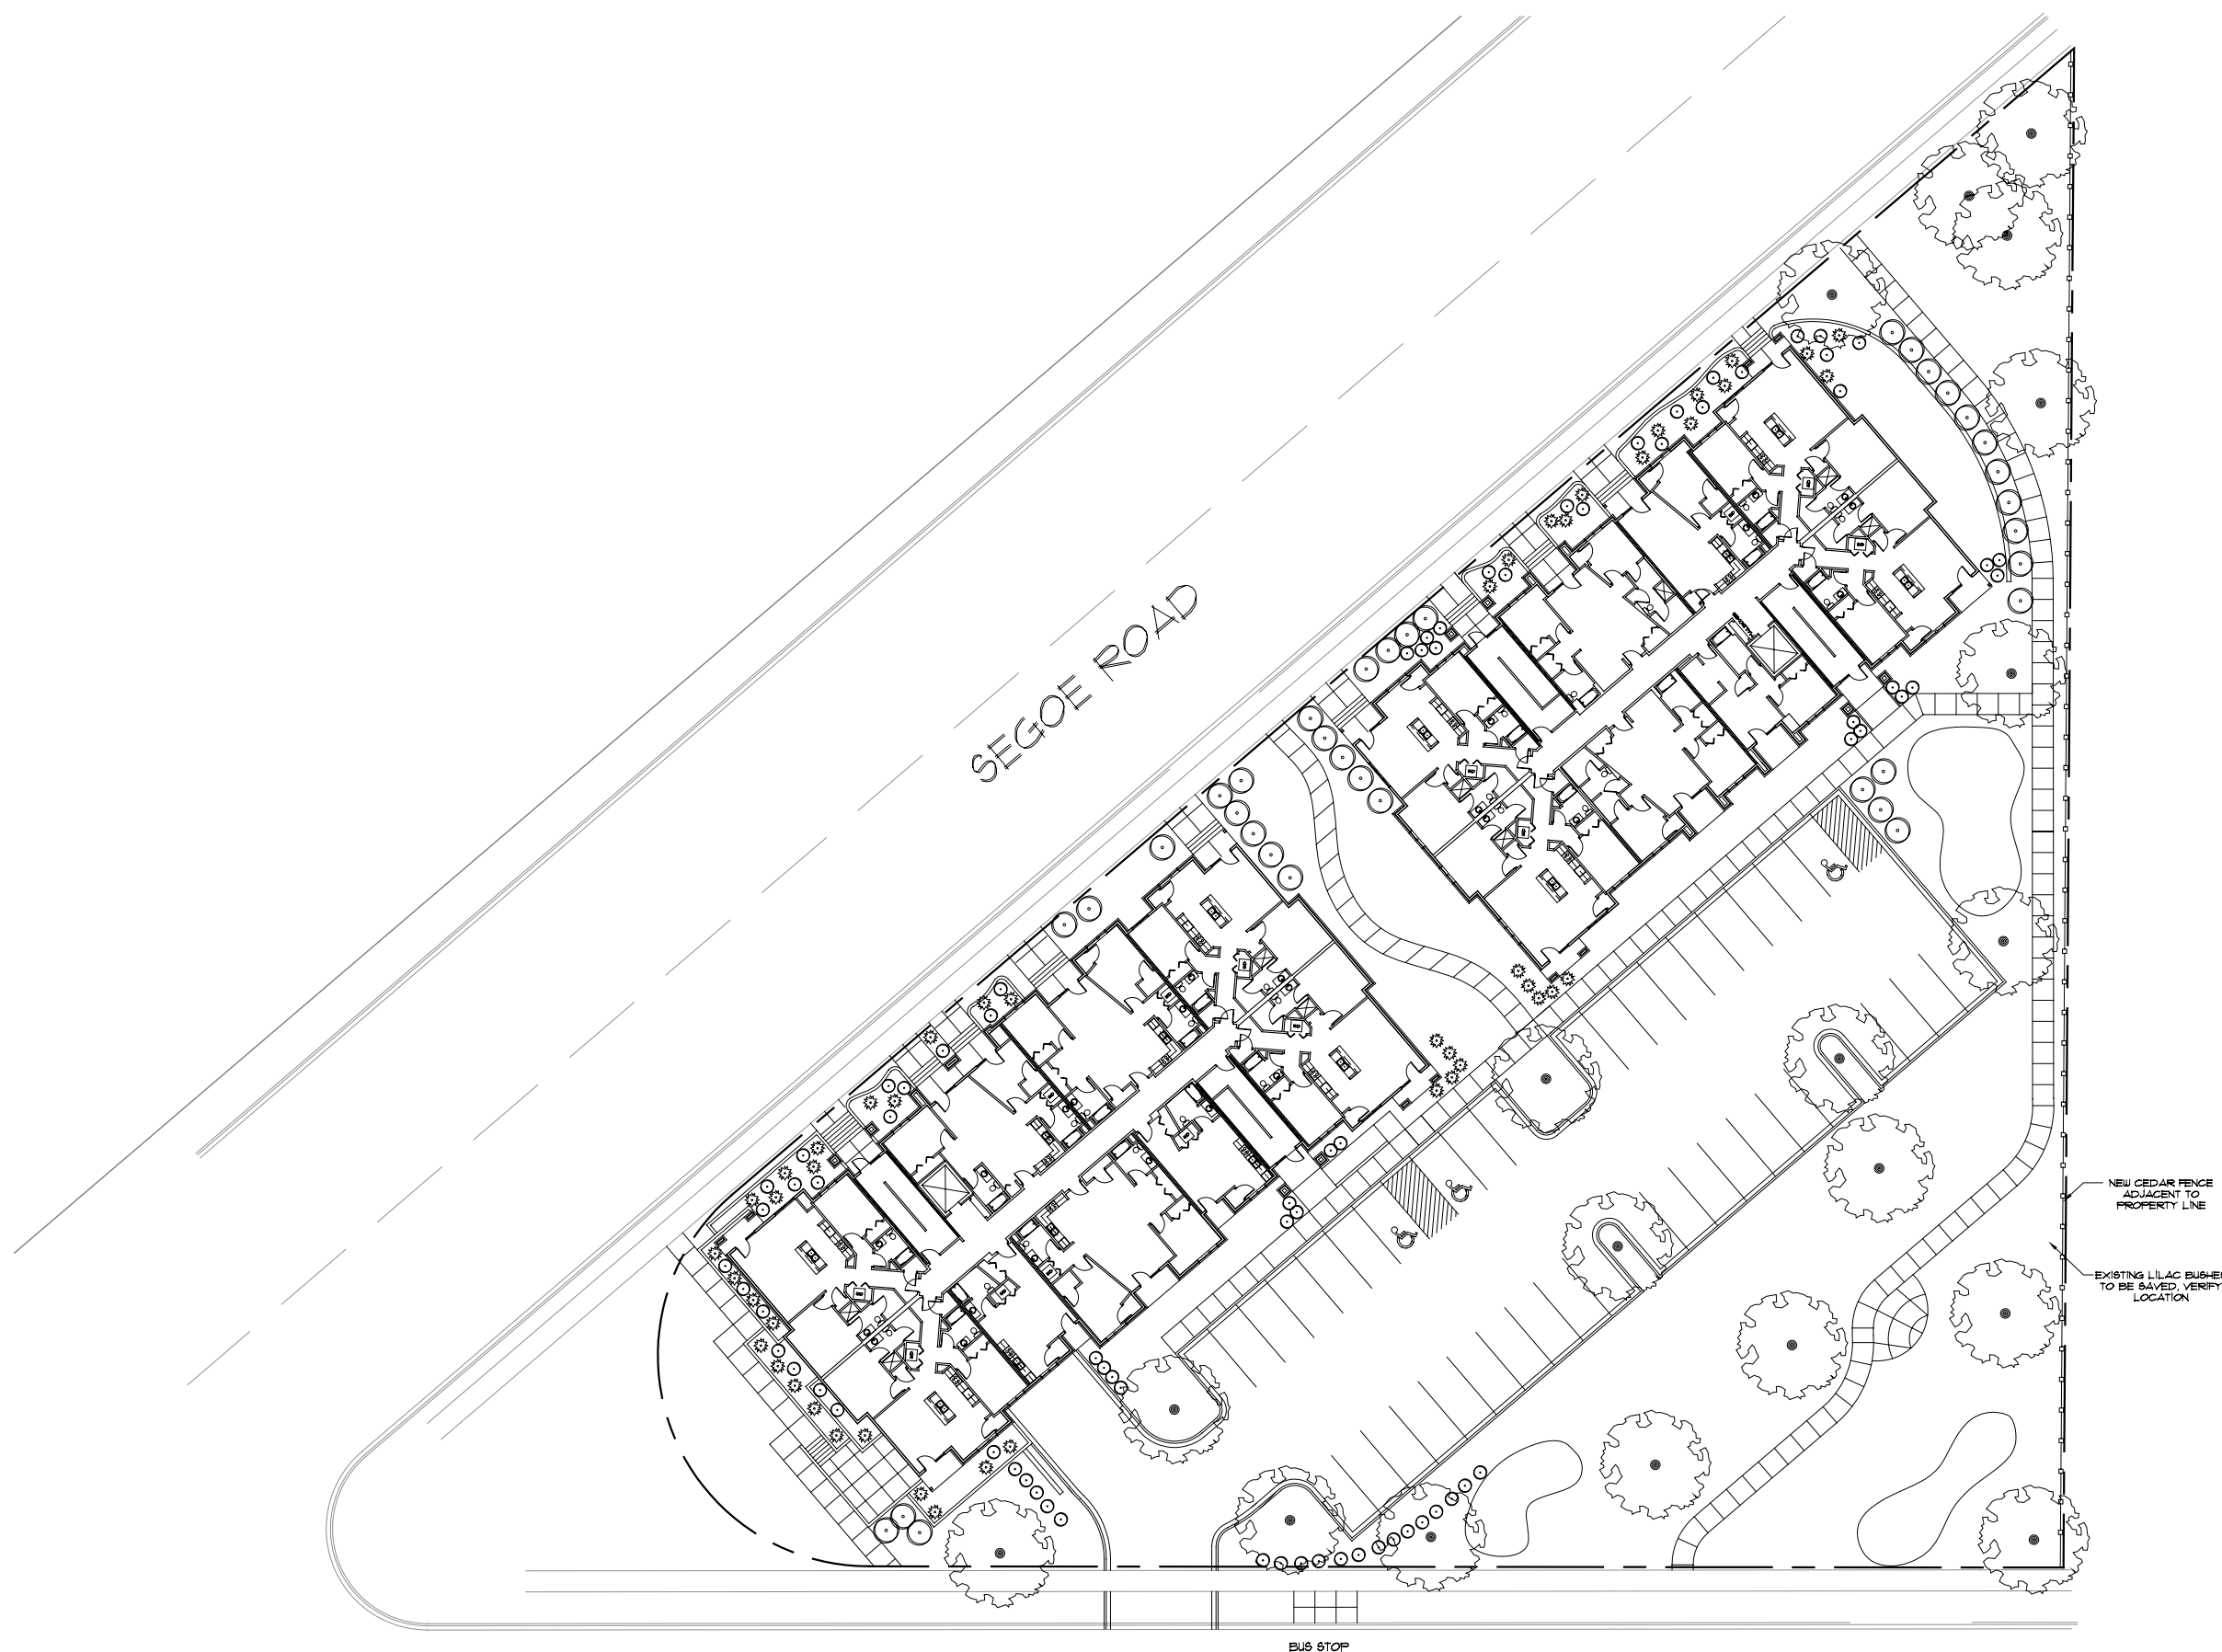 SEGOE ROAD
NEW CEDAR FENCE
ADJACENT TO
PROPERTY LINE
EXISTING LILAC BUSHE
TO BE SAVED, VERIFY
LOCATION
BUS STOP